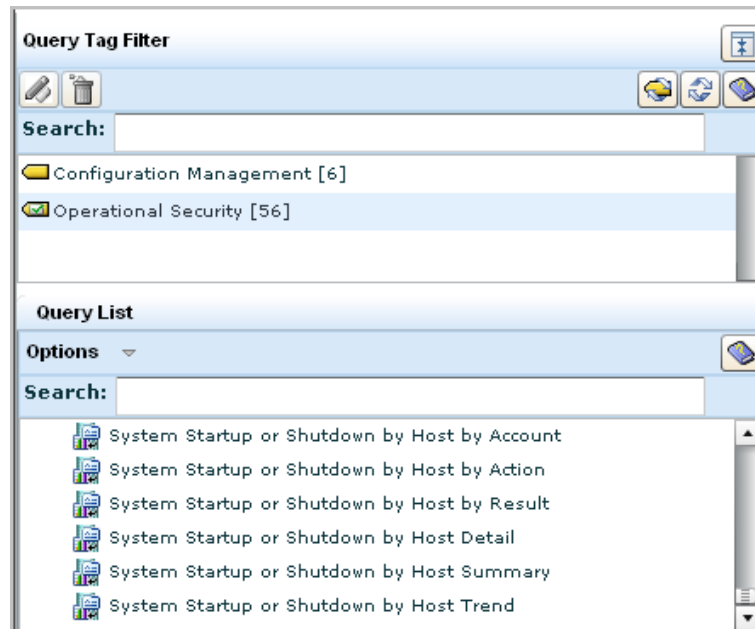 Query Tag Filter
Search:
Configuration Management [6]
Operational Security [56]
Query List
Options
Search:
System Startup or Shutdown by Host by Account
System Startup or Shutdown by Host by Action
System Startup or Shutdown by Host by Result
System Startup or Shutdown by Host Detail
System Startup or Shutdown by Host Summary
System Startup or Shutdown by Host Trend